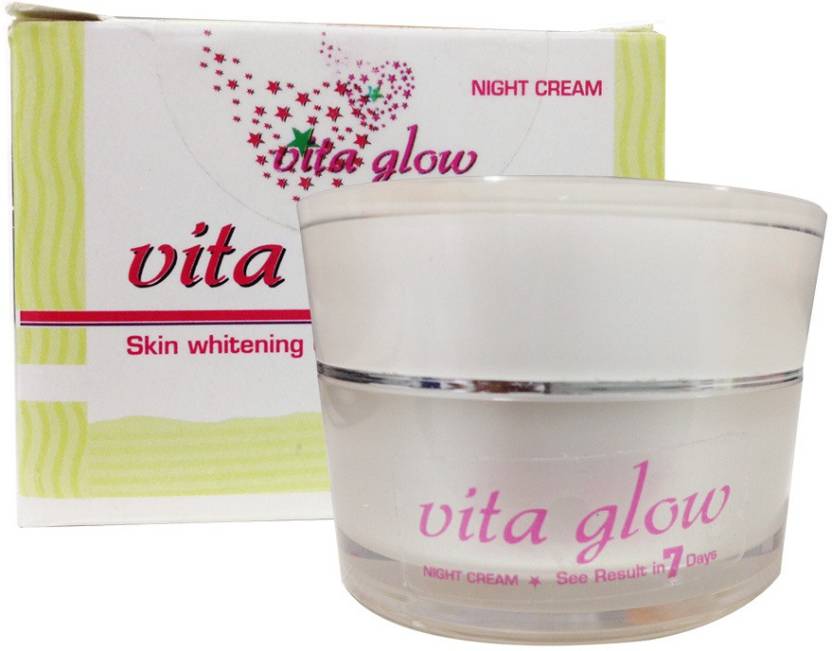 NIGHT CREAM
vita glow
vita
Skin whitening
vita glow
NIGHT CREAM ★ See Result in 7 Days